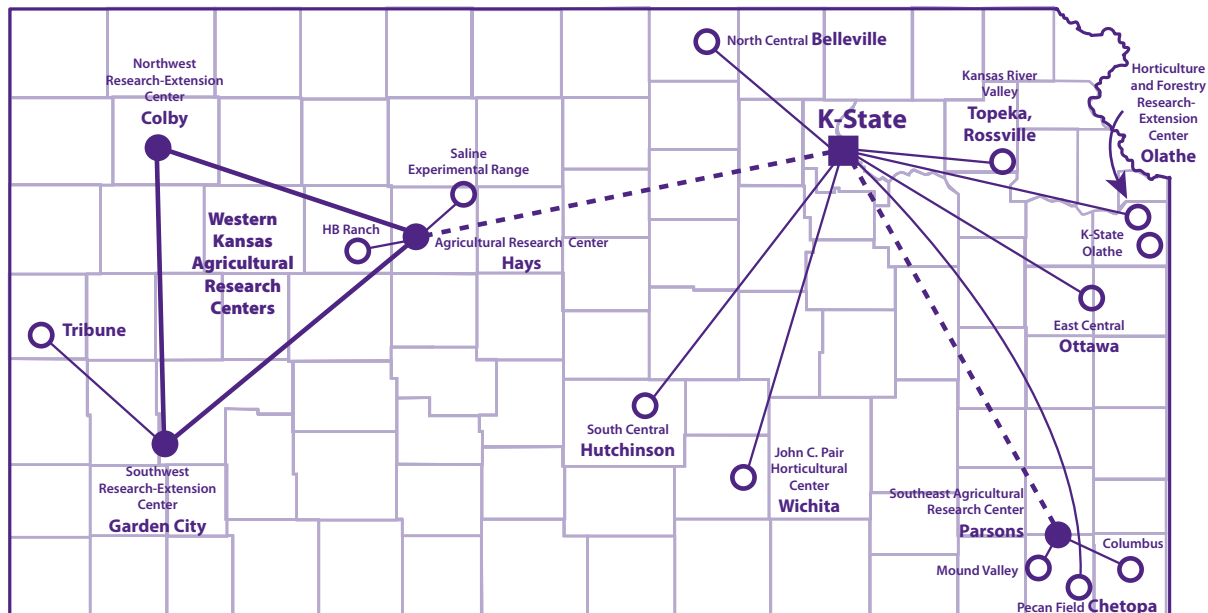 North Central Belleville
Northwest
Research-Extension
Center
Colby
K-State
Kansas River
Valley
Topeka,
Rossville
Horticulture
and Forestry
Research-
Extension
Center
Olathe
Saline
Experimental Range
Western
Kansas
Agricultural
Research
Centers
HB Ranch
Agricultural Research Center
Hays
K-State
Olathe
Tribune
East Central
Ottawa
South Central
Hutchinson
John C. Pair
Horticultural
Center
Wichita
Southwest
Research-Extension
Center
Garden City
Southeast Agricultural
Research Center
Parsons
Columbus
Mound Valley
Pecan Field Chetopa